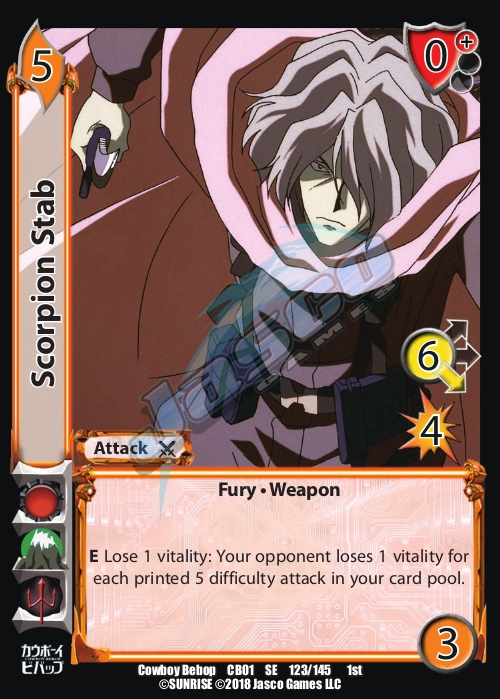 5
0
+
Scorpion Stab
6
4
Attack
Fury • Weapon
E Lose 1 vitality: Your opponent loses 1 vitality for
each printed 5 difficulty attack in your card pool.
カウボーイ
ビバップ
3
Cowboy Bebop CB01 SE 123/145 1st
©SUNRISE ©2018 Jasco Games LLC
Jasco
GAMES